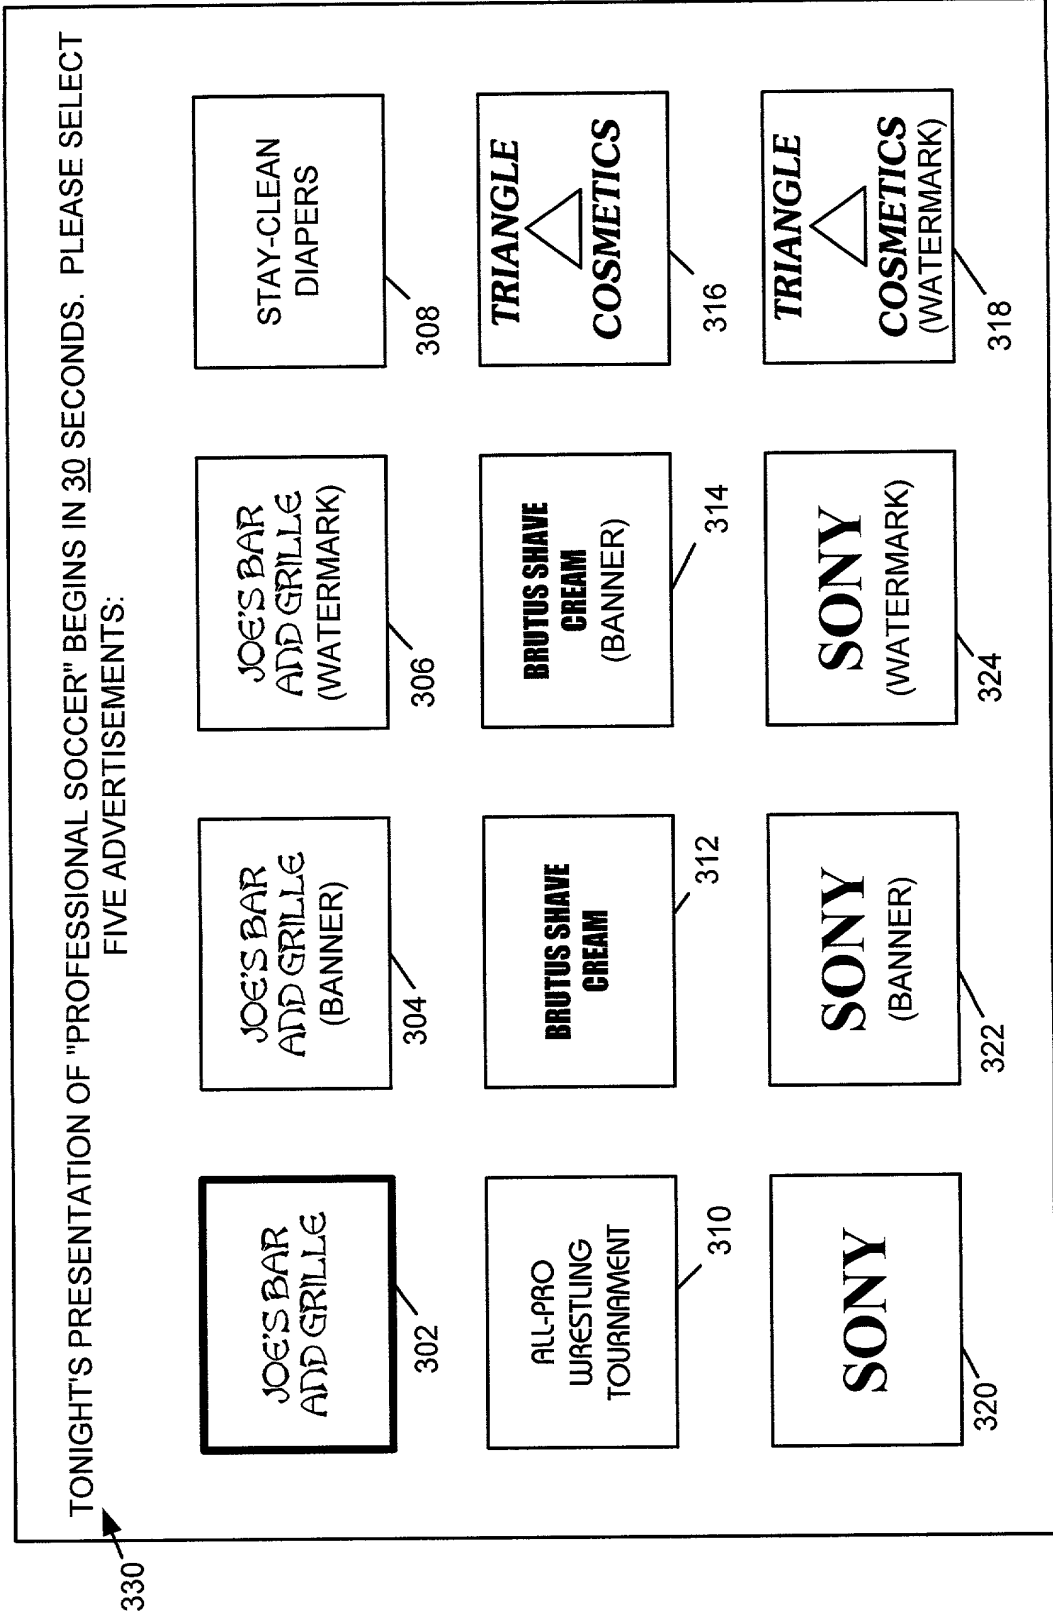 TONIGHT'S PRESENTATION OF "PROFESSIONAL SOCCER" BEGINS IN 30 SECONDS. PLEASE SELECT
FIVE ADVERTISEMENTS:
330
JOE'S BAR
AND GRILLE
302
JOE'S BAR
AND GRILLE
(BANNER)
304
JOE'S BAR
AND GRILLE
(WATERMARK)
306
STAY-CLEAN
DIAPERS
308
ALL-PRO
WRESTLING
TOURNAMENT
310
BRUTUS SHAVE
CREAM
312
BRUTUS SHAVE
CREAM
(BANNER)
314
TRIANGLE
COSMETICS
316
SONY
320
SONY
(BANNER)
322
SONY
(WATERMARK)
324
TRIANGLE
COSMETICS
(WATERMARK)
318